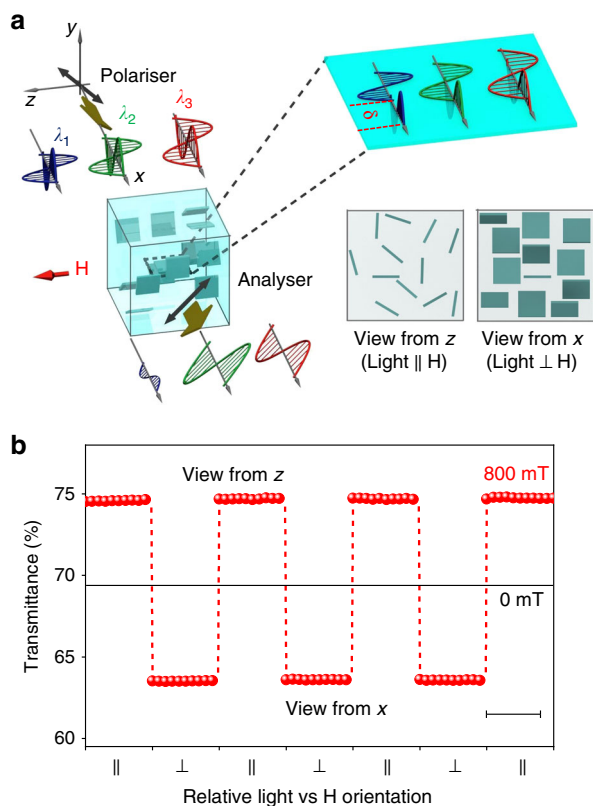 a
y
z
x
Polariser
λ1
λ2
λ3
δ
H
Analyser
View from z
(Light || H)
View from x
(Light ⊥ H)
b
View from z
800 mT
0 mT
View from x
75
70
65
60
Transmittance (%)
|| ⊥ || ⊥ || ⊥ ||
Relative light vs H orientation